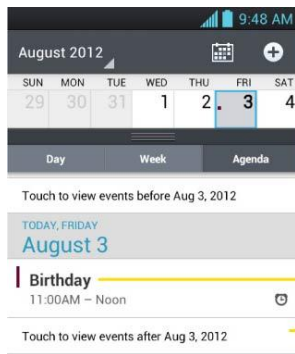 9:48 AM
August 2012
SUN MON TUE WED THU FRI SAT
29 30 31 1 2 3 4
Day Week Agenda
Touch to view events before Aug 3, 2012
TODAY, FRIDAY
August 3
Birthday
11:00AM – Noon
Touch to view events after Aug 3, 2012